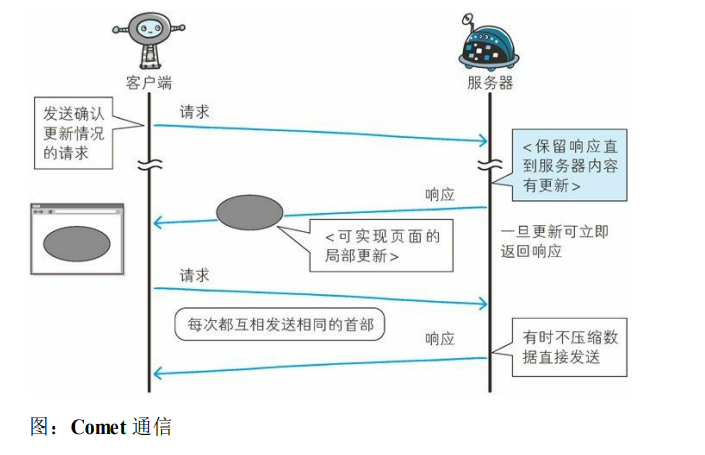 客户端
服务器
发送确认
更新情况
的请求
请求
<保留响应直
到服务器内容
有更新>
响应
<可实现页面的
局部更新>
一旦更新可立即
返回响应
请求
每次都互相发送相同的首部
响应
有时不压缩数
据直接发送
图：Comet 通信